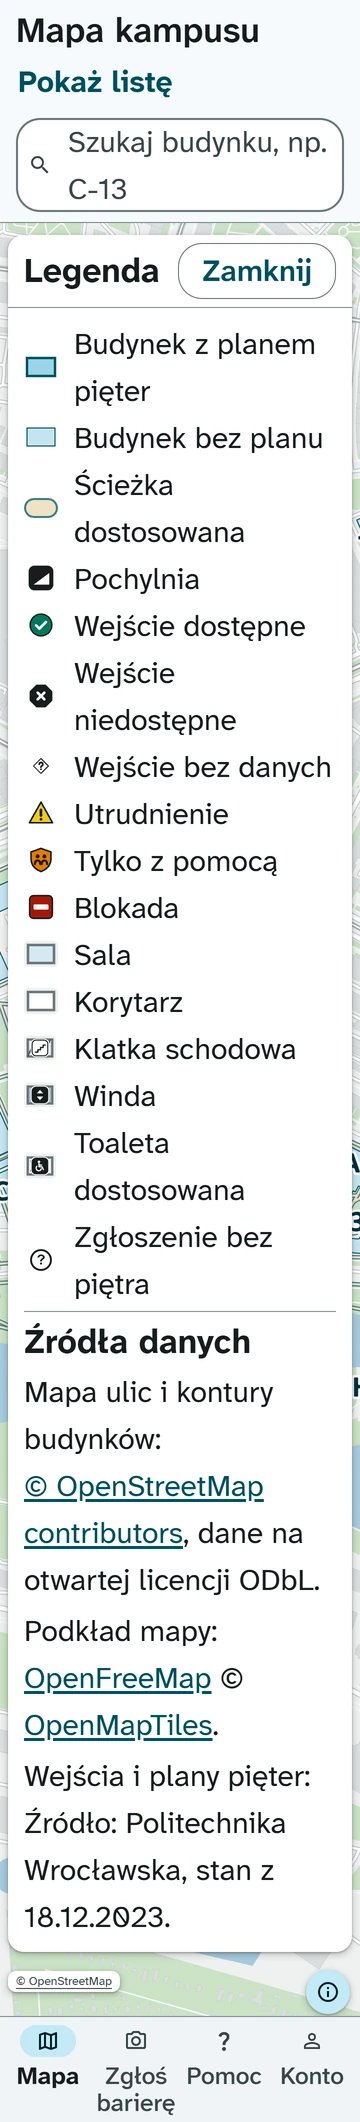 Mapa kampusu
Pokaż listę
Szukaj budynku, np.
C-13
Legenda
Zamknij
Budynek z planem
pięter
Budynek bez planu
Ścieżka
dostosowana
Pochylnia
Wejście dostępne
Wejście
niedostępne
Wejście bez danych
Utrudnienie
Tylko z pomocą
Blokada
Sala
Korytarz
Klatka schodowa
Winda
Toaleta
dostosowana
Zgłoszenie bez
piętra
Źródła danych
Mapa ulic i kontury
budynków:
© OpenStreetMap
contributors, dane na
otwartej licencji ODbL.
Podkład mapy:
OpenFreeMap ©
OpenMapTiles.
Wejścia i plany pięter:
Źródło: Politechnika
Wrocławska, stan z
18.12.2023.
© OpenStreetMap
Mapa
Zgłoś
barierę
Pomoc
Konto